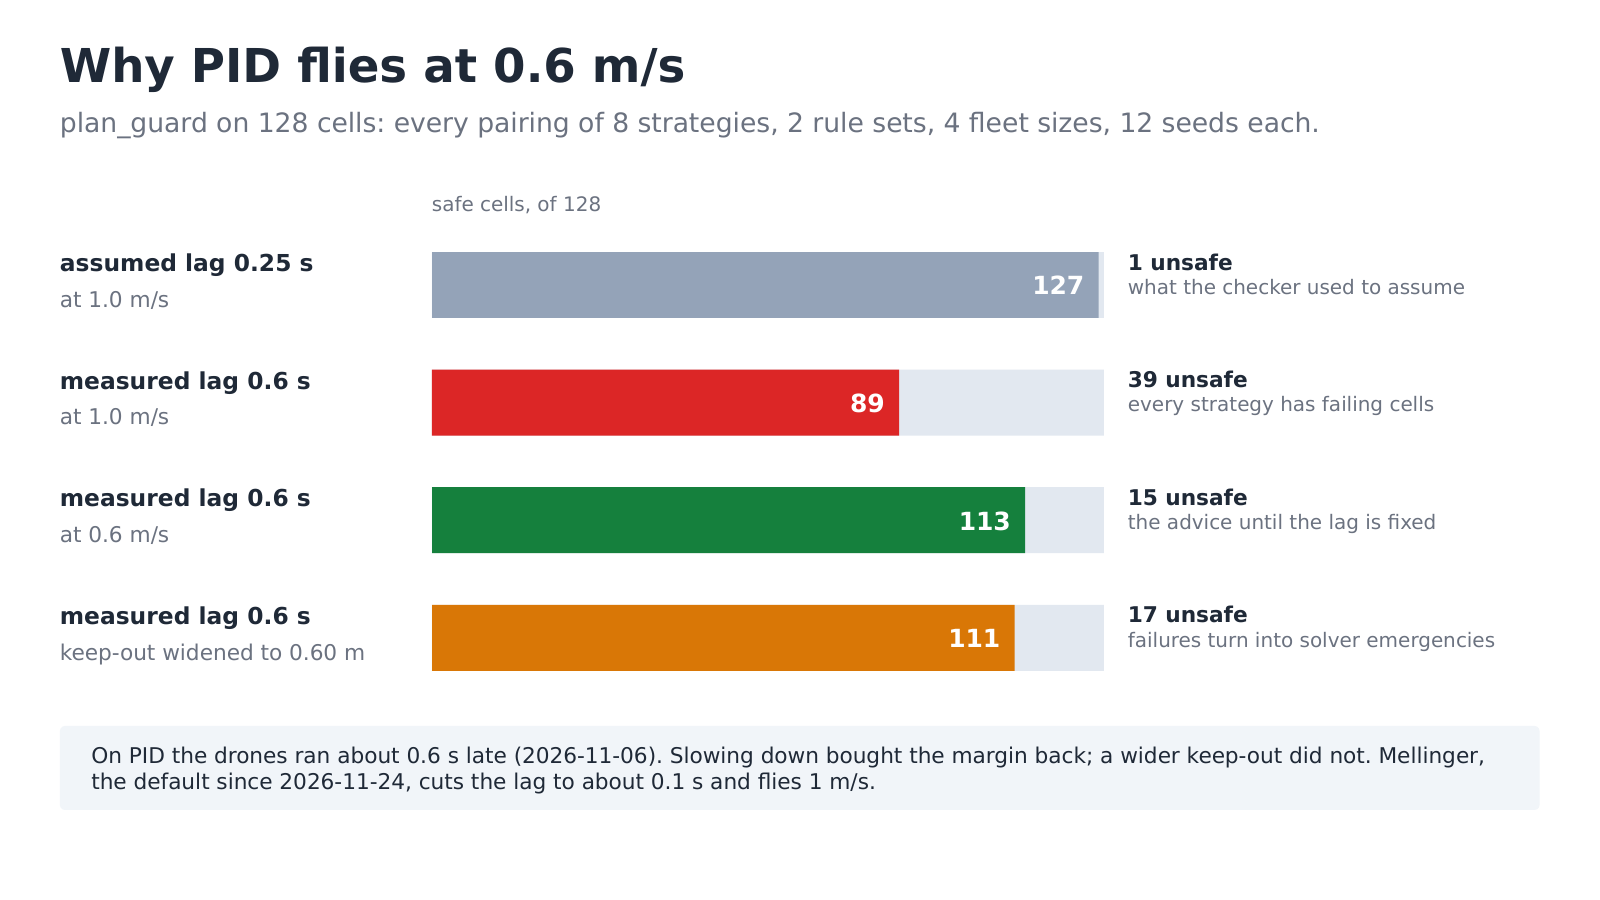 Why PID flies at 0.6 m/s
plan_guard on 128 cells: every pairing of 8 strategies, 2 rule sets, 4 fleet sizes, 12 seeds each.
safe cells, of 128
assumed lag 0.25 s
at 1.0 m/s
127
1 unsafe
what the checker used to assume
measured lag 0.6 s
at 1.0 m/s
89
39 unsafe
every strategy has failing cells
measured lag 0.6 s
at 0.6 m/s
113
15 unsafe
the advice until the lag is fixed
measured lag 0.6 s
keep-out widened to 0.60 m
111
17 unsafe
failures turn into solver emergencies
On PID the drones ran about 0.6 s late (2026-11-06). Slowing down bought the margin back; a wider keep-out did not. Mellinger,
the default since 2026-11-24, cuts the lag to about 0.1 s and flies 1 m/s.